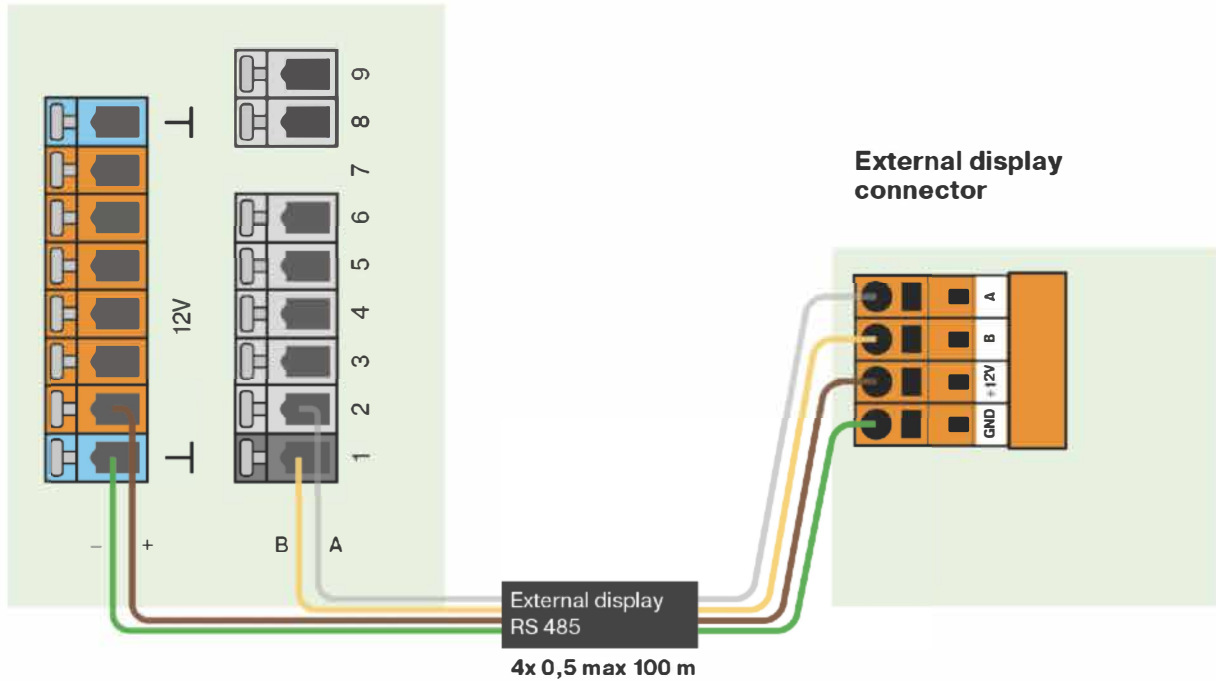 ⊥
12V
⊥
9
8
7
6
5
4
3
2
1
–
+
B
A
External display
connector
A
B
+12V
GND
External display
RS 485
4x 0,5 max 100 m